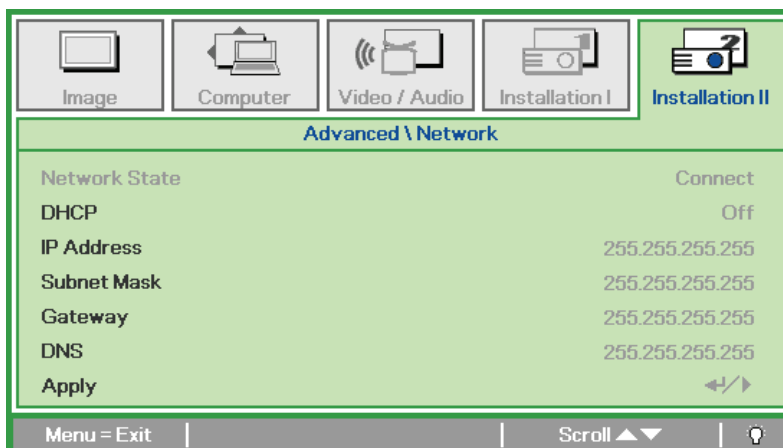 Image
Computer
Video / Audio
Installation I
Installation II
Advanced \ Network
Network State Connect
DHCP Off
IP Address 255.255.255.255
Subnet Mask 255.255.255.255
Gateway 255.255.255.255
DNS 255.255.255.255
Apply
Menu = Exit Scroll